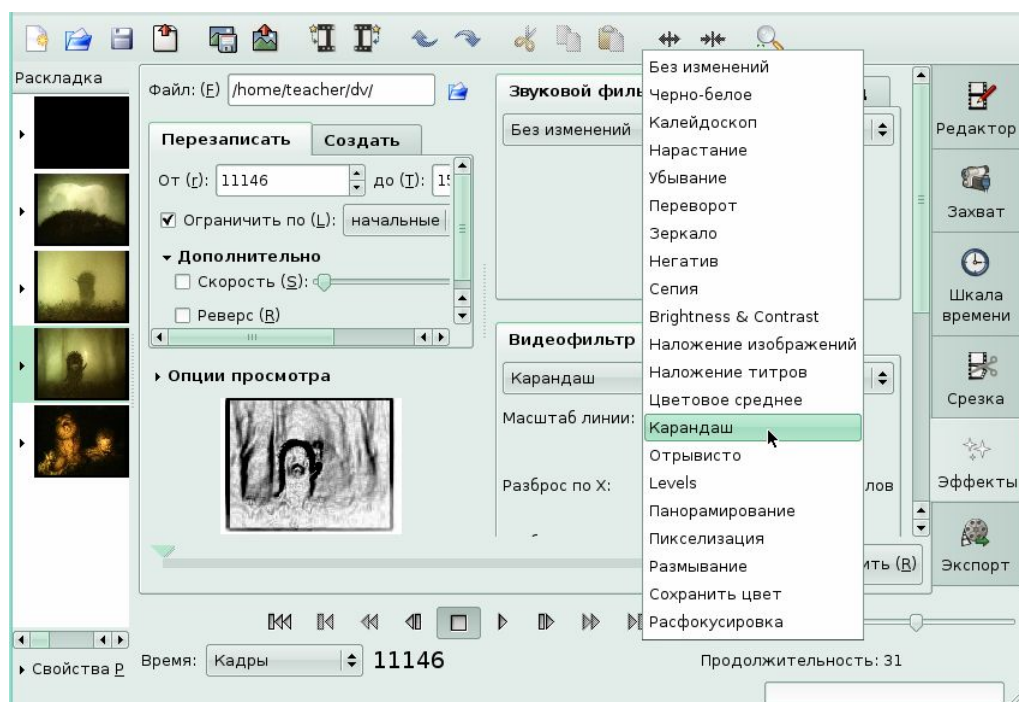 Раскладка
Файл: (F) /home/teacher/dv/
Перезаписать Создать
От (r): 11146 до (T):
Ограничить по (L): начальные
Дополнительно
Скорость (S):
Реверс (R)
Опции просмотра
Звуковой филь
Без изменений
Видеофильтр
Карандаш
Масштаб линии:
Разброс по X:
лов
ить (R)
Без изменений
Черно-белое
Калейдоскоп
Нарастание
Убывание
Переворот
Зеркало
Негатив
Сепия
Brightness & Contrast
Наложение изображений
Наложение титров
Цветовое среднее
Карандаш
Отрывисто
Levels
Панорамирование
Пикселизация
Размывание
Сохранить цвет
Расфокусировка
Редактор
Захват
Шкала
времени
Срезка
Эффекты
Экспорт
Свойства Р
Время: Кадры 11146
Продолжительность: 31